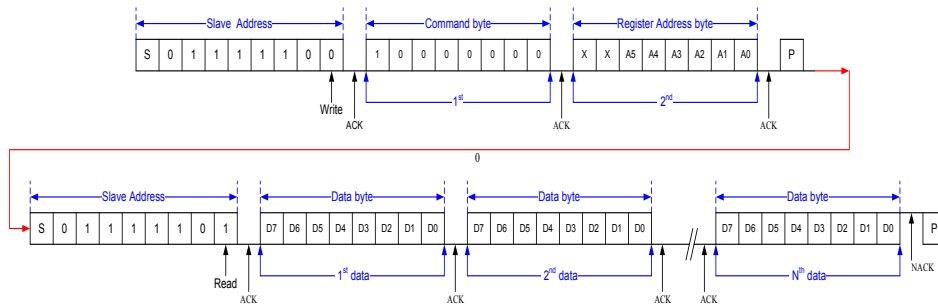 Slave Address Command byte Register Address byte
S 0 1 1 1 1 1 0 0 1 0 0 0 0 0 0 0 X X A5 A4 A3 A2 A1 A0 P
1st 2nd
Write ACK ACK ACK
0
Slave Address Data byte Data byte Data byte
S 0 1 1 1 1 1 0 1 D7 D6 D5 D4 D3 D2 D1 D0 D7 D6 D5 D4 D3 D2 D1 D0 // D7 D6 D5 D4 D3 D2 D1 D0 P
NACK
1st data 2nd data Nth data
Read ACK ACK ACK ACK